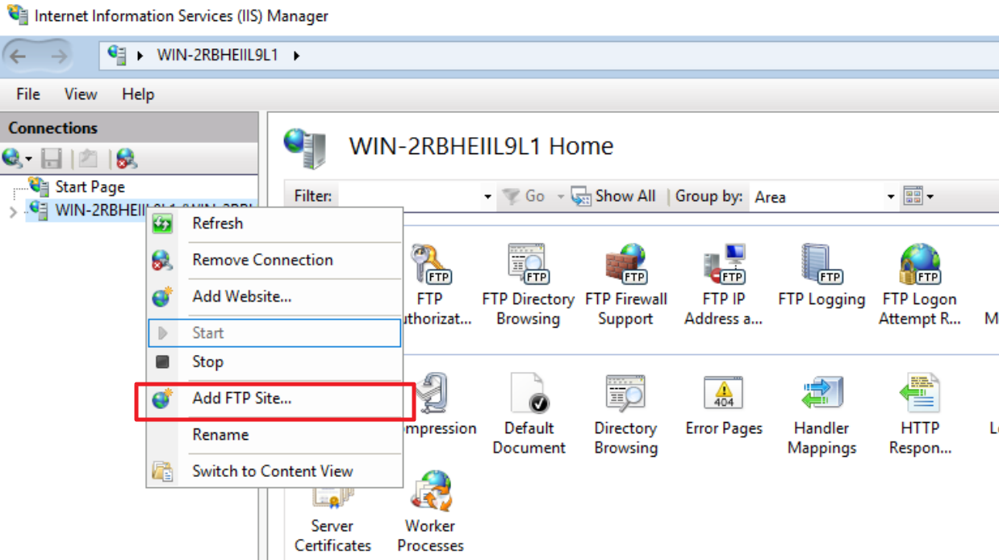 Internet Information Services (IIS) Manager
WIN-2RBHEIIL9L1
File View Help
Connections
Start Page
WIN-2RBHEIIL9L1
Refresh
Remove Connection
Add Website...
Start
Stop
Add FTP Site...
Rename
Switch to Content View
WIN-2RBHEIIL9L1 Home
Filter: Go Show All Group by: Area
FTP FTP FTP FTP FTP FTP
FTP FTP Directory FTP Firewall FTP IP FTP Logging FTP Logon
uthorizat... Browsing Support Address a... Attempt R... M
404
mpression Default Directory Error Pages Handler HTTP
Document Browsing Mappings Respon...
Server Worker
Certificates Processes